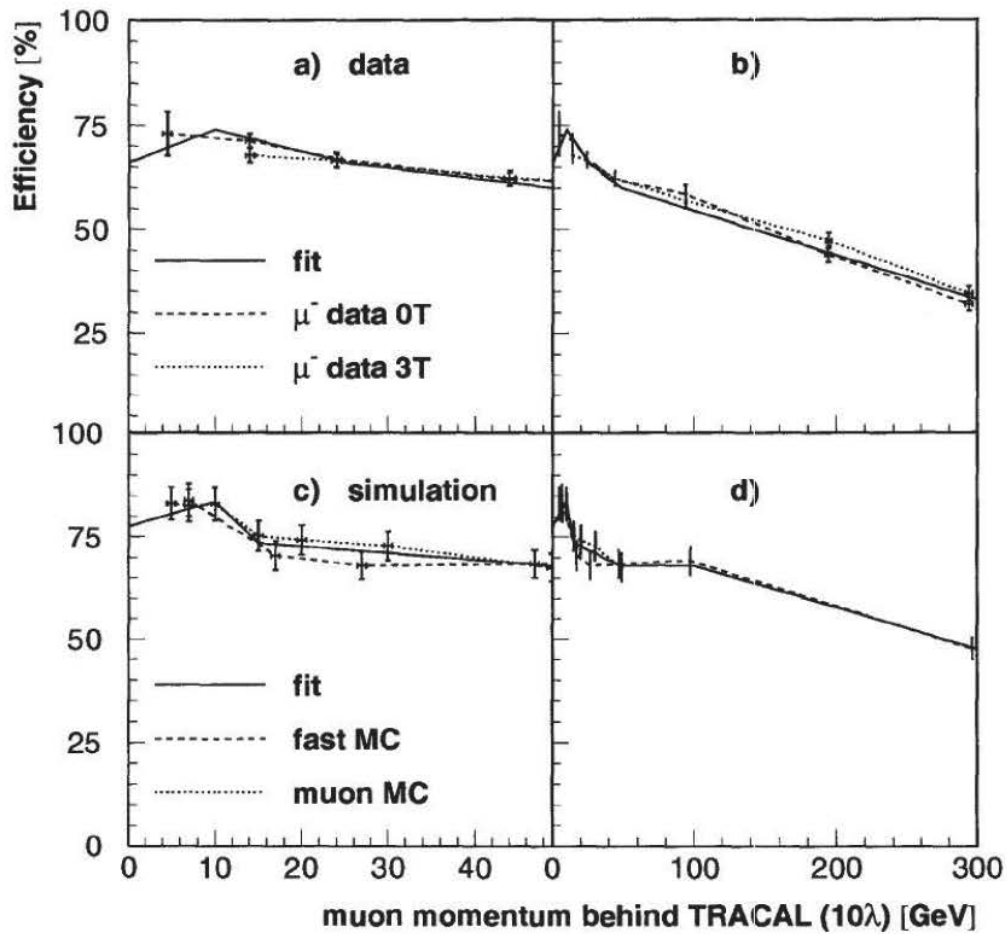 Efficiency [%]
100
75
50
25
a) data
fit
μ⁻ data 0T
μ⁻ data 3T
b)
100
75
50
25
0
c) simulation
fit
fast MC
muon MC
d)
0 10 20 30 40 0 100 200 300
muon momentum behind TRACAL (10λ) [GeV]